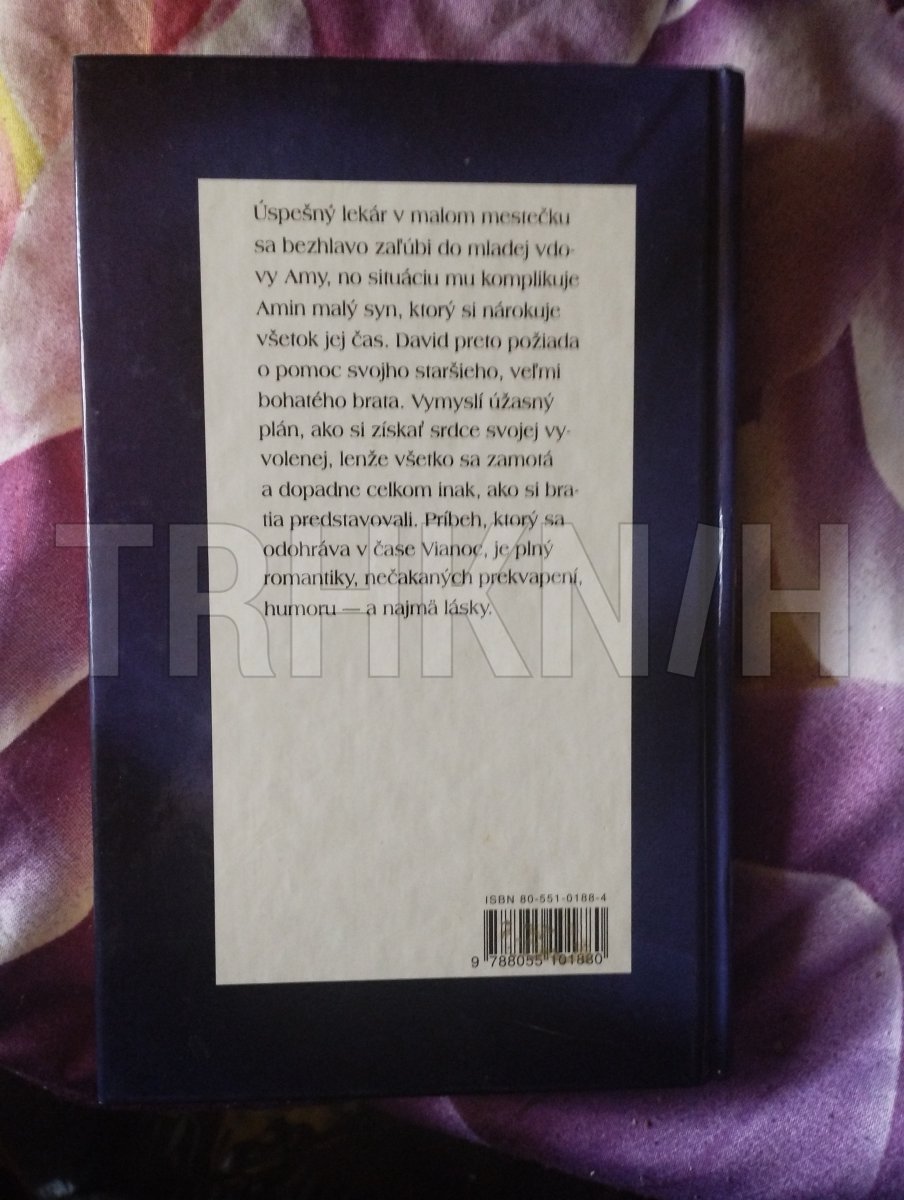 Úspešný lekár v malom mestečku
sa bezhlavo zaľúbi do mladej vdo-
vy Amy, no situáciu mu komplikuje
Amin malý syn, ktorý si nárokuje
všetok jej čas. David preto požiada
o pomoc svojho staršieho, veľmi
bohatého brata. Vymyslí úžasný
plán, ako si získať srdce svojej vy-
volenej, lenže všetko sa zamotá
a dopadne celkom inak, ako si bra-
tia predstavovali. Príbeh, ktorý sa
odohráva v čase Vianoc, je plný
romantiky, nečakaných prekvapení,
humoru — a najmä lásky.
TRHKNIH
ISBN 80-551-0188-4
9 788055 101880